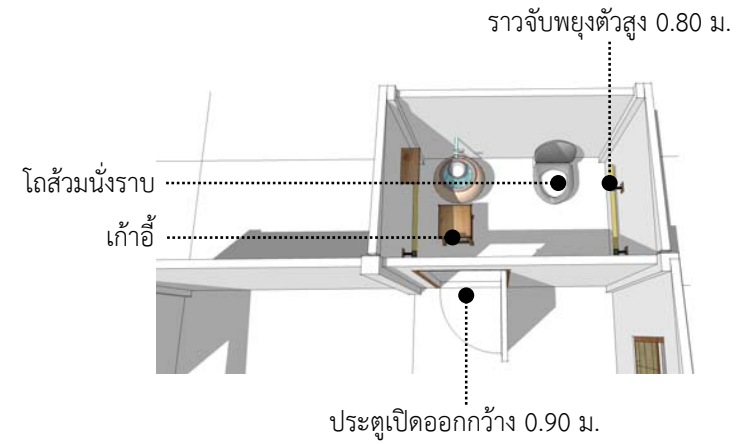 ราวจับพยุงตัวสูง 0.80 ม.
โถส้วมนั่งราบ
เก้าอี้
ประตูเปิดออกกว้าง 0.90 ม.